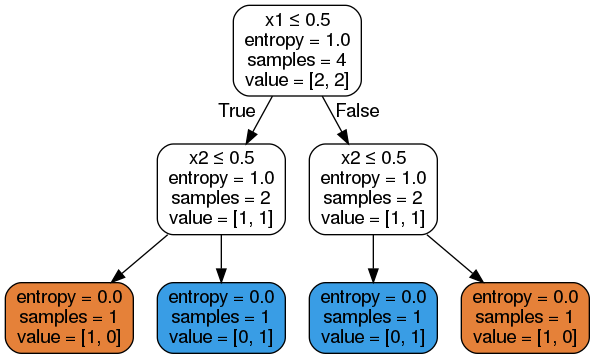 x1 ≤ 0.5
entropy = 1.0
samples = 4
value = [2, 2]
True
False
x2 ≤ 0.5
entropy = 1.0
samples = 2
value = [1, 1]
x2 ≤ 0.5
entropy = 1.0
samples = 2
value = [1, 1]
entropy = 0.0
samples = 1
value = [1, 0]
entropy = 0.0
samples = 1
value = [0, 1]
entropy = 0.0
samples = 1
value = [0, 1]
entropy = 0.0
samples = 1
value = [1, 0]